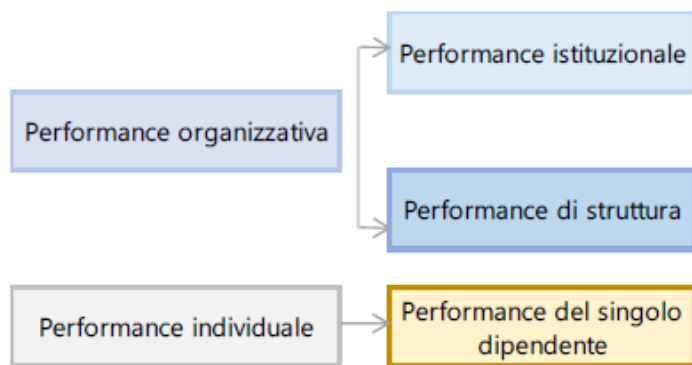 Performance istituzionale
Performance organizzativa
Performance di struttura
Performance individuale
Performance del singolo
dipendente